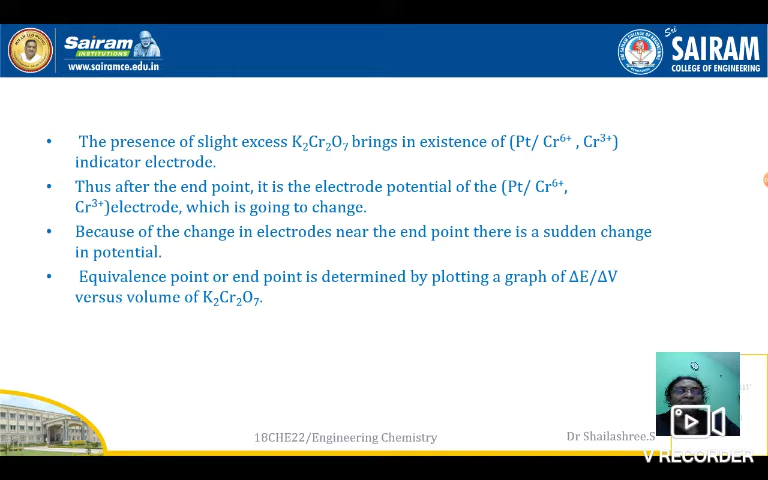 Sairam
INSTITUTIONS
www.sairamce.edu.in
Sri
SAIRAM
COLLEGE OF ENGINEERING
• The presence of slight excess K₂Cr₂O₇ brings in existence of (Pt/ Cr⁶⁺ , Cr³⁺)
indicator electrode.
• Thus after the end point, it is the electrode potential of the (Pt/ Cr⁶⁺,
Cr³⁺)electrode, which is going to change.
• Because of the change in electrodes near the end point there is a sudden change
in potential.
• Equivalence point or end point is determined by plotting a graph of ΔE/ΔV
versus volume of K₂Cr₂O₇.
18CHE22/Engineering Chemistry
Dr Shailashree.S
V RECORDER